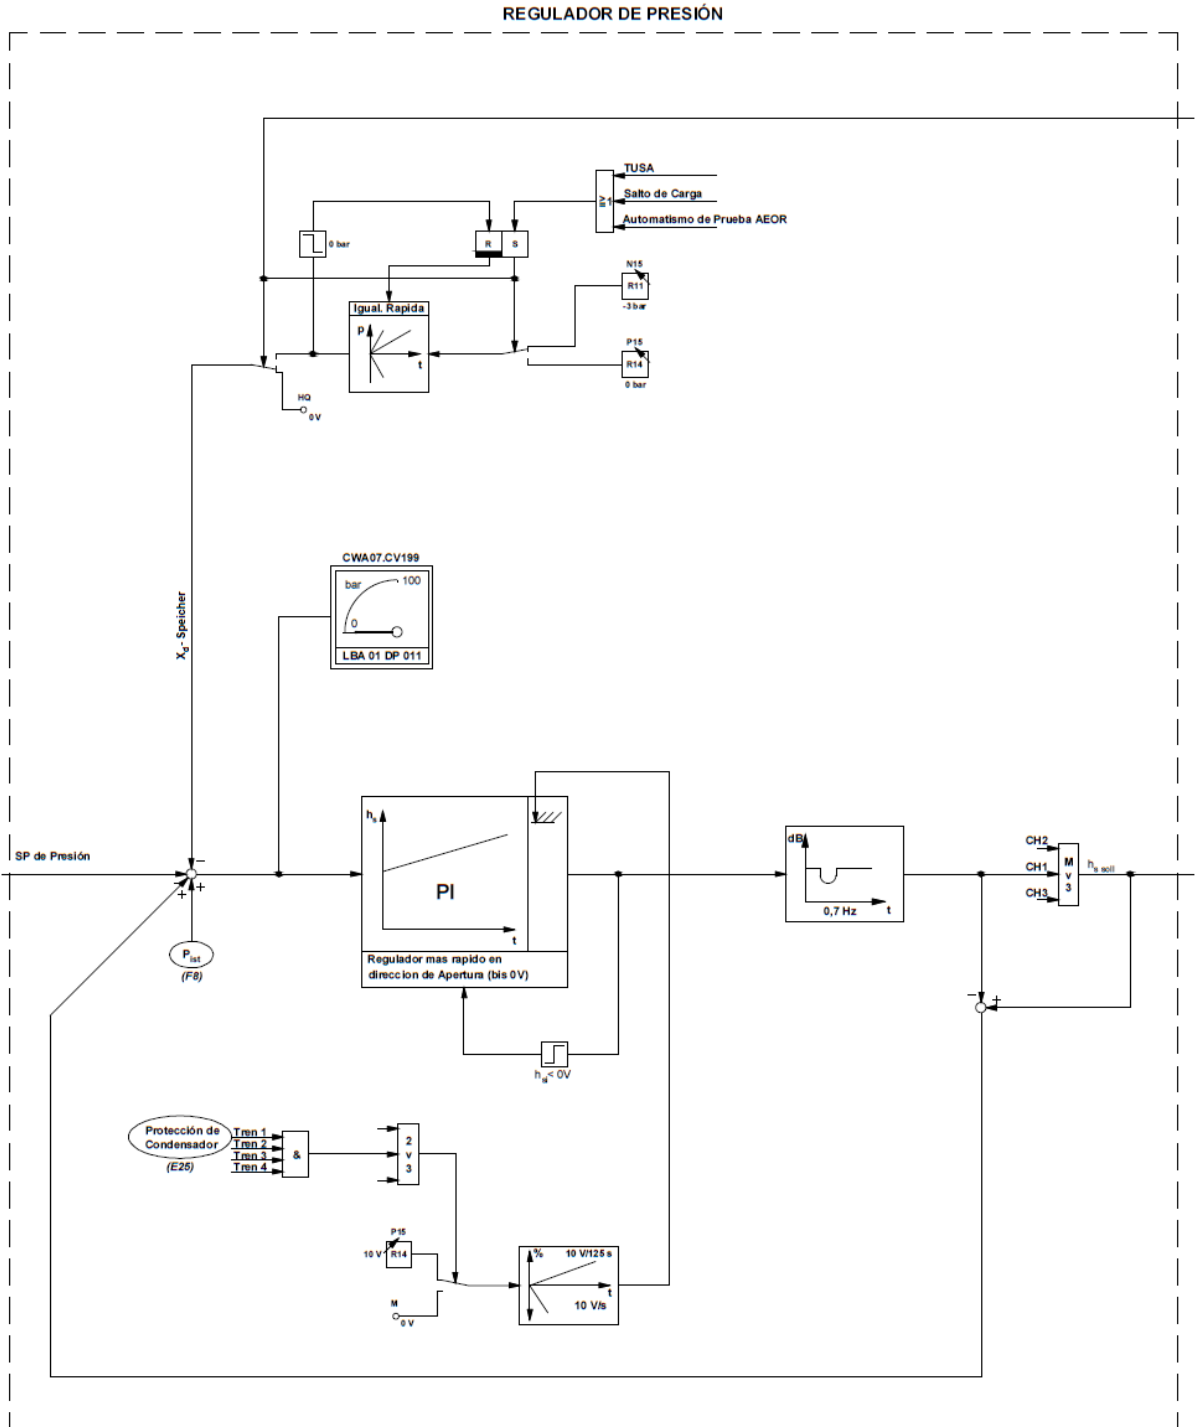 REGULADOR DE PRESIÓN
TUSA
Salto de Carga
Automatismo de Prueba AEOR
≥1
0 bar
R
S
N15
R11
-3 bar
Igual. Rapida
p
t
P15
R14
0 bar
HQ
0V
CWA07.CV199
bar
100
0
LBA 01 DP 011
Xd- Speicher
hs
PI
t
Regulador mas rapido en
direccion de Apertura (bis 0V)
dB
0,7 Hz
t
CH2
CH1
CH3
M
v
3
hs soll
SP de Presión
−
+
+
Pist
(F8)
−
+
hsi< 0V
Protección de
Condensador
(E25)
Tren 1
Tren 2
Tren 3
Tren 4
&
2
v
3
P15
10 V
R14
M
0 V
%
10 V/125 s
t
10 V/s